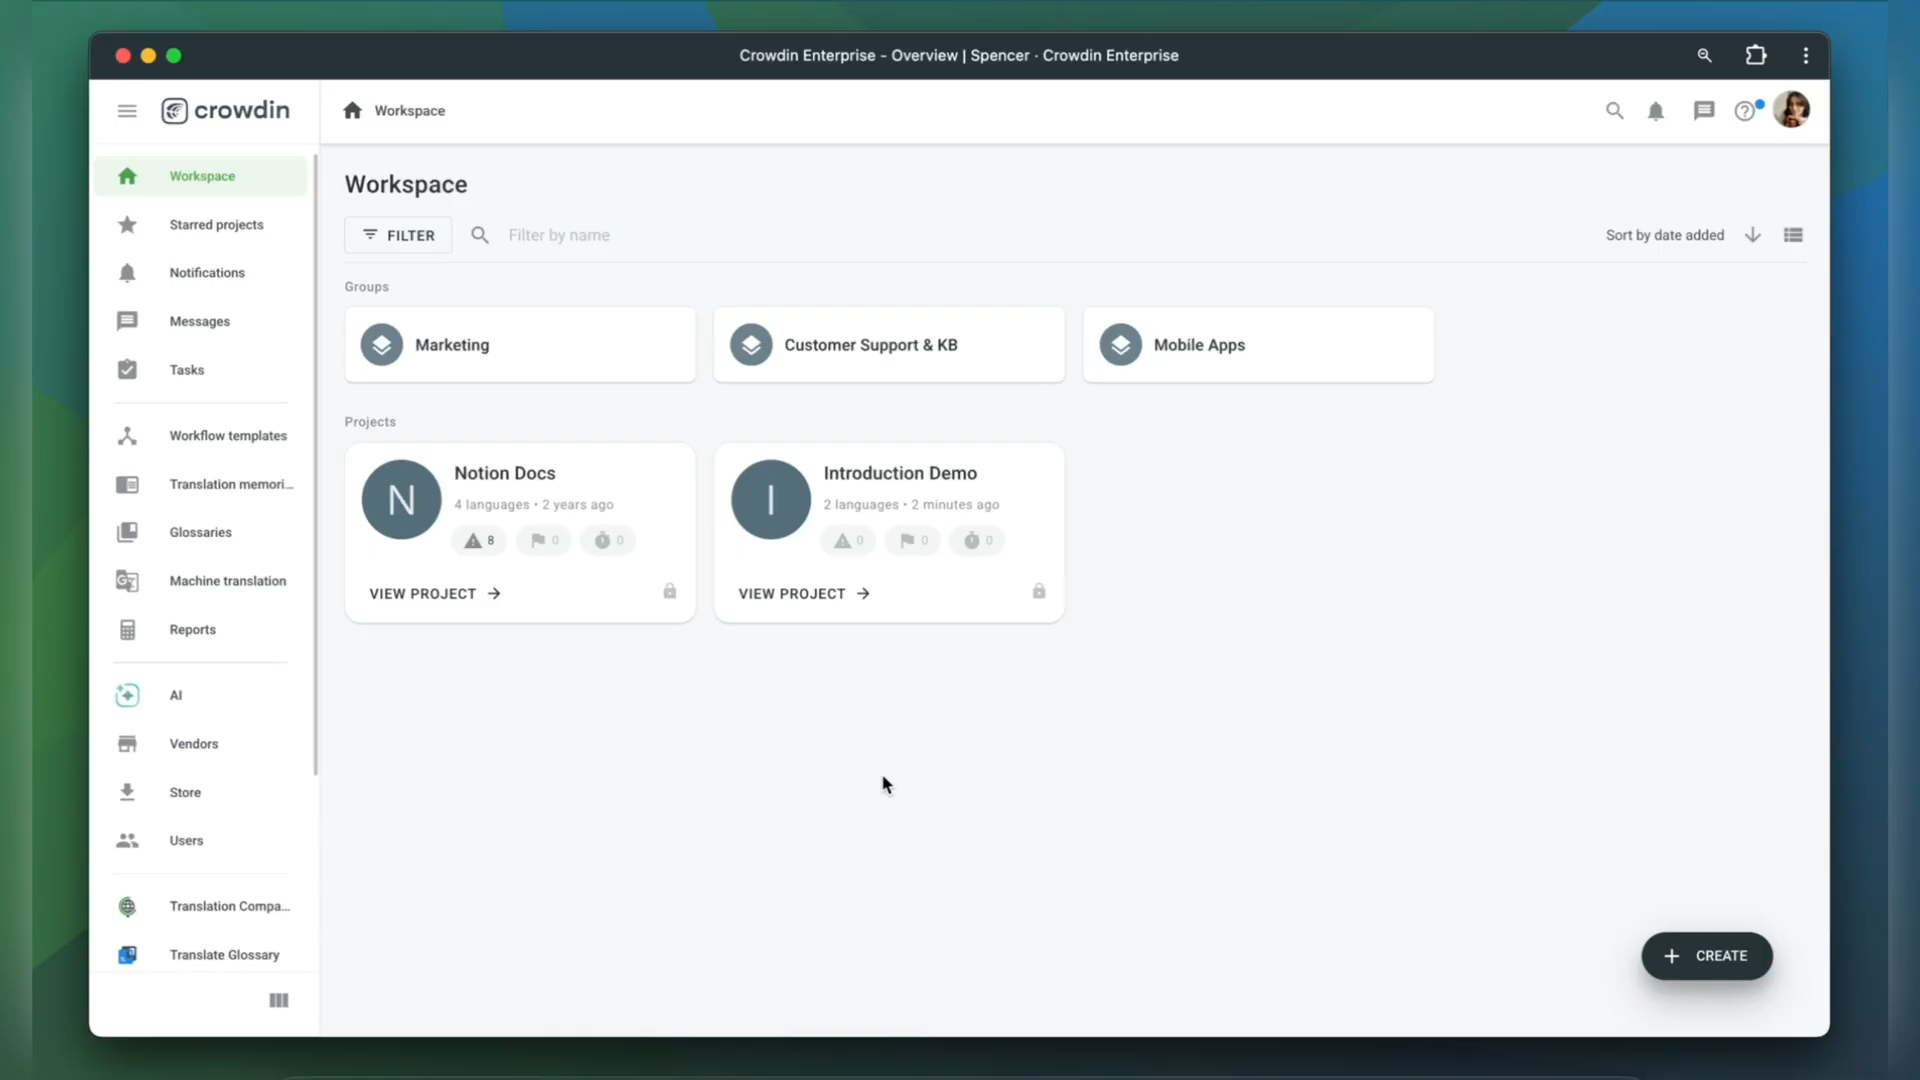 Crowdin Enterprise - Overview | Spencer · Crowdin Enterprise
crowdin
Workspace
Workspace
Starred projects
Notifications
Messages
Tasks
Workflow templates
Translation memori...
Glossaries
Machine translation
Reports
AI
Vendors
Store
Users
Translation Compa...
Translate Glossary
Workspace
FILTER
Filter by name
Sort by date added
Groups
Marketing
Customer Support & KB
Mobile Apps
Projects
N
Notion Docs
4 languages • 2 years ago
8 0 0
VIEW PROJECT
I
Introduction Demo
2 languages • 2 minutes ago
0 0 0
VIEW PROJECT
+ CREATE